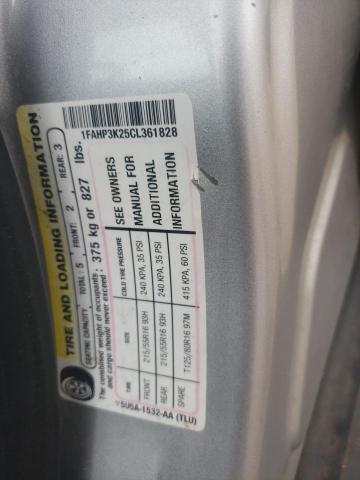 1FAHP3K25CL361828
TIRE AND LOADING INFORMATION
SEATING CAPACITY TOTAL: 5 FRONT: 2 REAR: 3
The combined weight of occupants
and cargo should never exceed : 375 kg or 827 lbs.
TIRE SIZE COLD TIRE PRESSURE
FRONT 215/55R16 93H 240 KPA, 35 PSI
REAR 215/55R16 93H 240 KPA, 35 PSI
SPARE T125/80R16 97M 415 KPA, 60 PSI
SEE OWNERS
MANUAL FOR
ADDITIONAL
INFORMATION
5U5A-1532-AA (TLU)